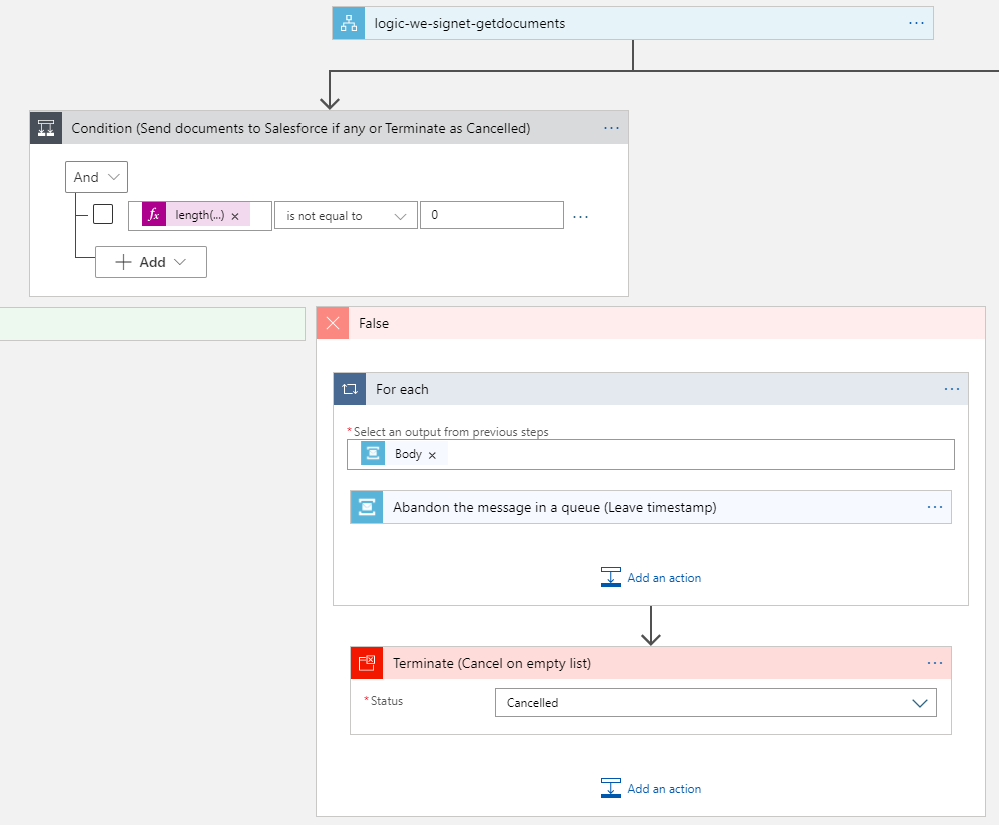 logic-we-signet-getdocuments
Condition (Send documents to Salesforce if any or Terminate as Cancelled)
And
fx length(...) × is not equal to 0
Add
False
For each
*Select an output from previous steps
Body ×
Abandon the message in a queue (Leave timestamp)
Add an action
Terminate (Cancel on empty list)
*Status Cancelled
Add an action